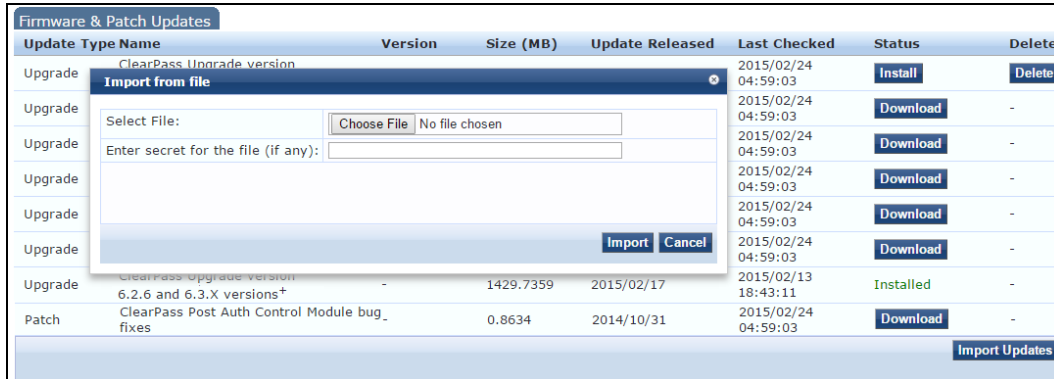 Firmware & Patch Updates
Update Type Name Version Size (MB) Update Released Last Checked Status Delete
ClearPass Upgrade version
Upgrade 2015/02/24 04:59:03 Install Delete
Import from file
Select File: Choose File No file chosen
Enter secret for the file (if any):
Import Cancel
Upgrade 2015/02/24 04:59:03 Download -
Upgrade 2015/02/24 04:59:03 Download -
Upgrade 2015/02/24 04:59:03 Download -
Upgrade 2015/02/24 04:59:03 Download -
Upgrade 2015/02/24 04:59:03 Download -
ClearPass Upgrade version
Upgrade 6.2.6 and 6.3.X versions+ - 1429.7359 2015/02/17 2015/02/13 18:43:11 Installed -
Patch ClearPass Post Auth Control Module bug fixes - 0.8634 2014/10/31 2015/02/24 04:59:03 Download -
Import Updates